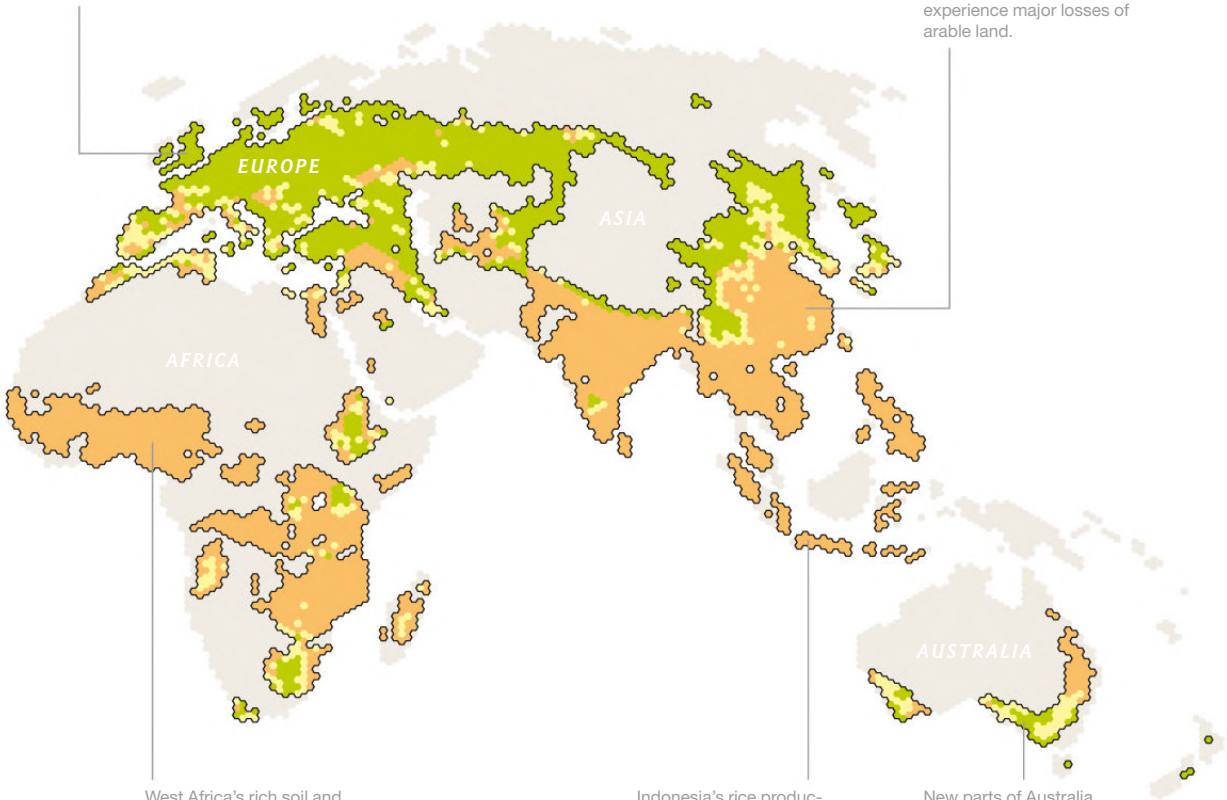 experience major losses of
arable land.
EUROPE
ASIA
AFRICA
AUSTRALIA
West Africa's rich soil and
Indonesia's rice produc-
New parts of Australia